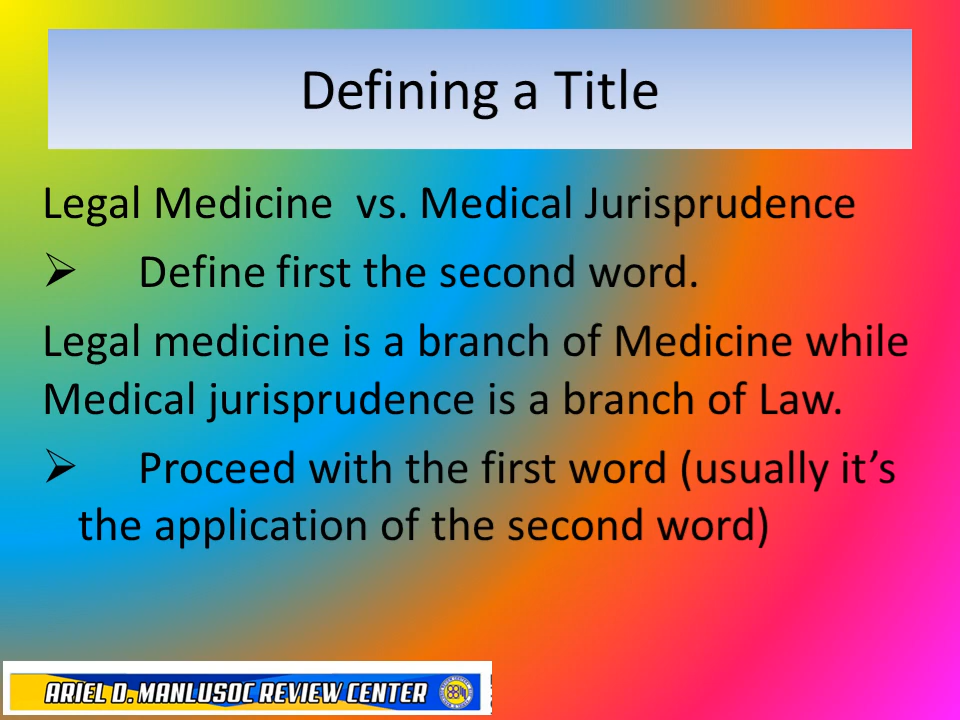 Defining a Title
Legal Medicine vs. Medical Jurisprudence
➢ Define first the second word.
Legal medicine is a branch of Medicine while
Medical jurisprudence is a branch of Law.
➢ Proceed with the first word (usually it’s
the application of the second word)
ARIEL D. MANLUSOC REVIEW CENTER